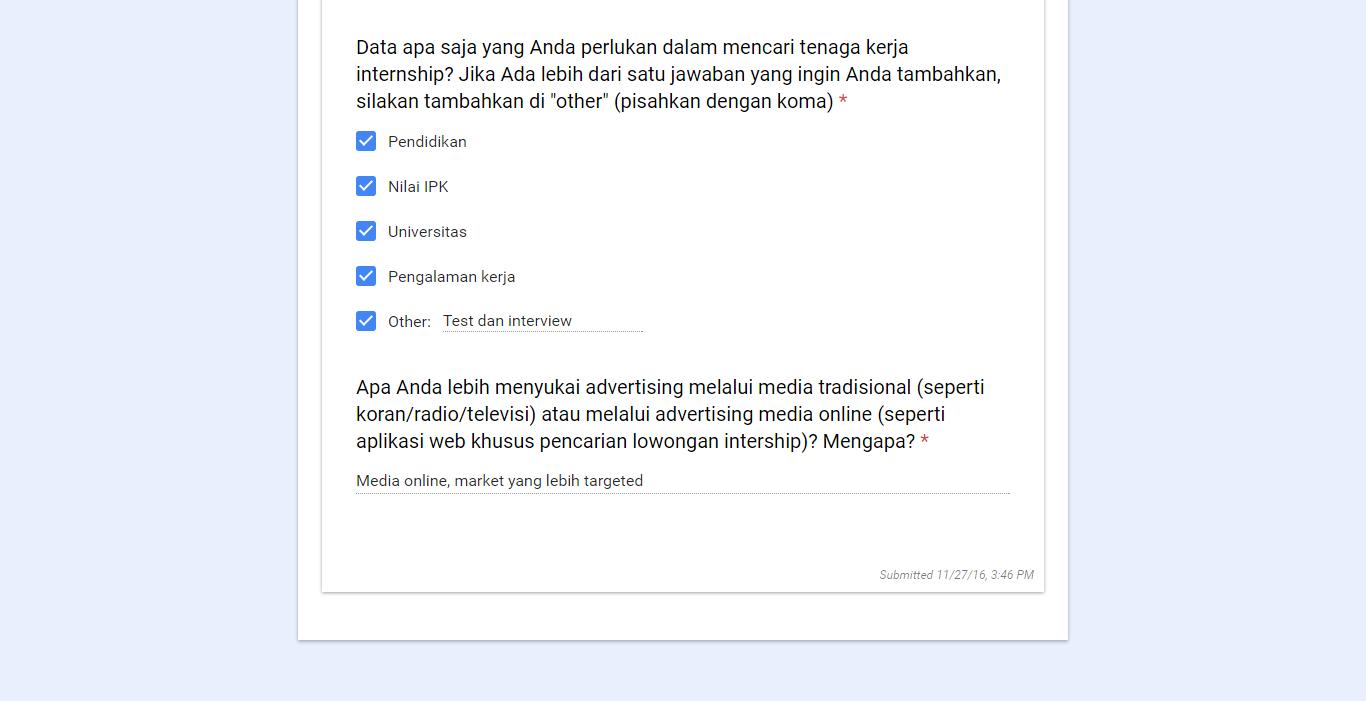 Data apa saja yang Anda perlukan dalam mencari tenaga kerja
internship? Jika Ada lebih dari satu jawaban yang ingin Anda tambahkan,
silakan tambahkan di "other" (pisahkan dengan koma) *
Pendidikan
Nilai IPK
Universitas
Pengalaman kerja
Other: Test dan interview
Apa Anda lebih menyukai advertising melalui media tradisional (seperti
koran/radio/televisi) atau melalui advertising media online (seperti
aplikasi web khusus pencarian lowongan intership)? Mengapa? *
Media online, market yang lebih targeted
Submitted 11/27/16, 3:46 PM